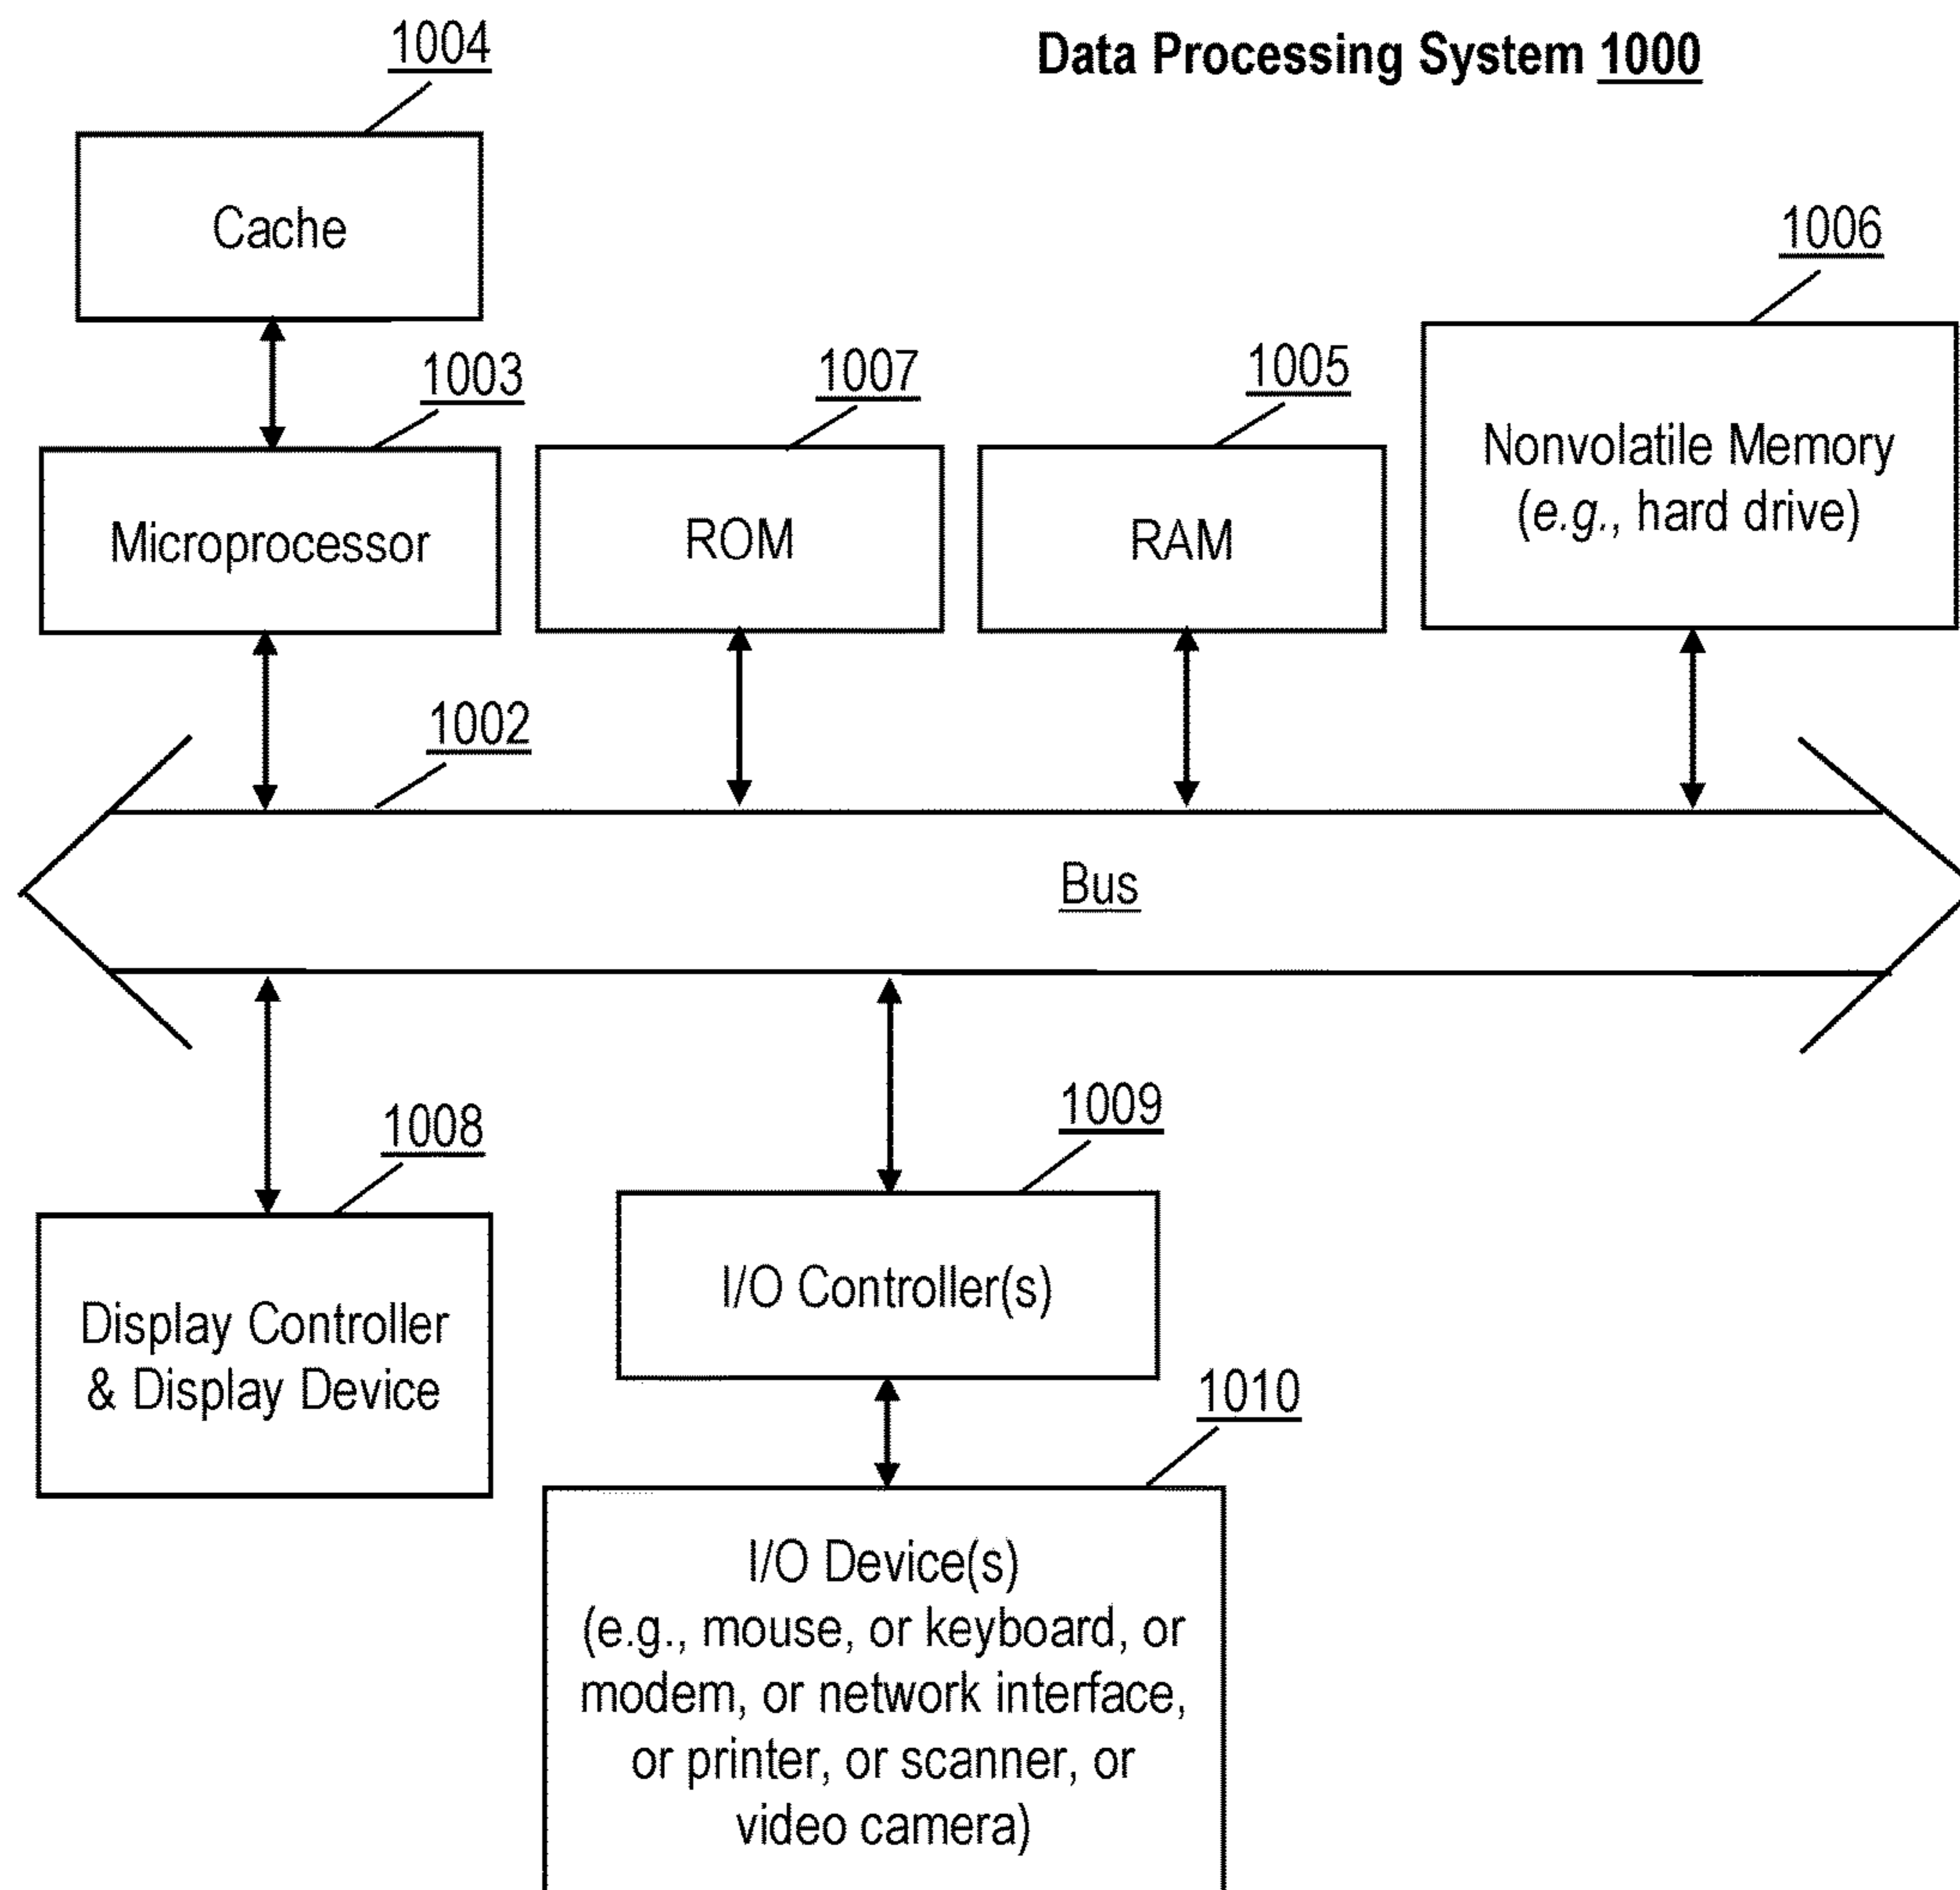 1004
Data Processing System 1000
Cache
1006
1003
1007
1005
Nonvolatile Memory
(e.g., hard drive)
Microprocessor
ROM
RAM
1002
Bus
1008
1009
I/O Controller(s)
Display Controller
& Display Device
1010
I/O Device(s)
(e.g., mouse, or keyboard, or
modem, or network interface,
or printer, or scanner, or
video camera)